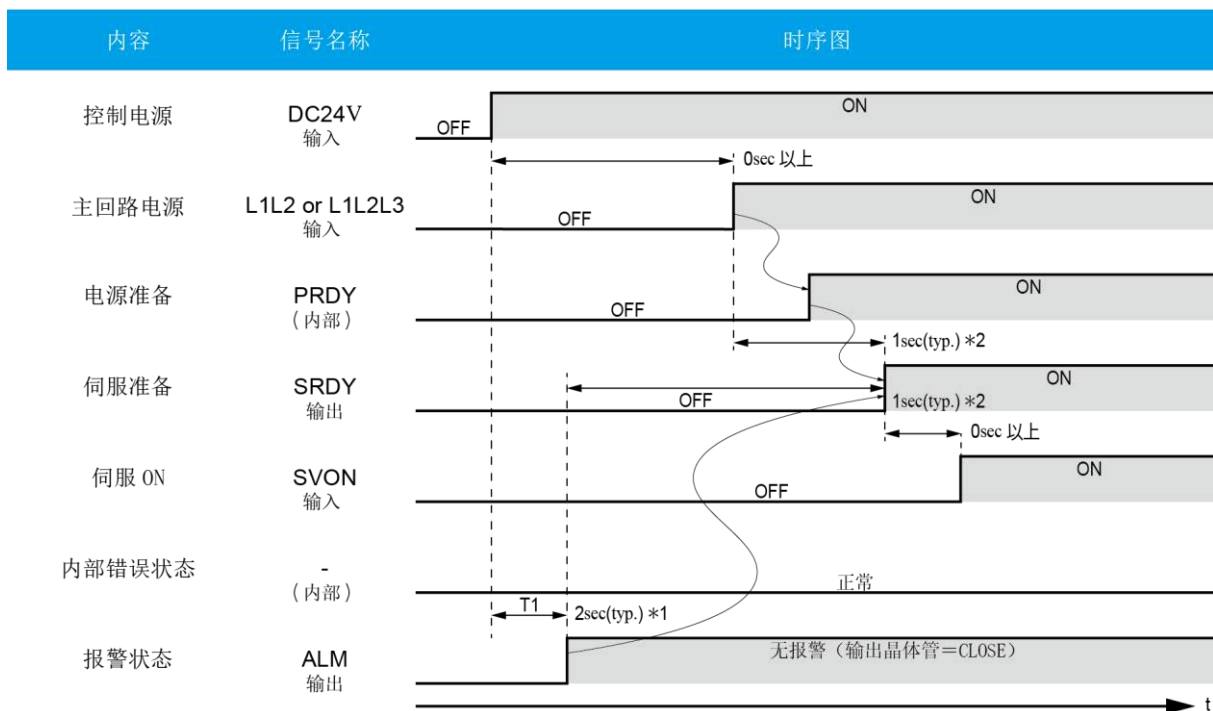 内容 信号名称 时序图
控制电源 DC24V 输入 OFF ON
0sec 以上
主回路电源 L1L2 or L1L2L3 输入 OFF ON
电源准备 PRDY （内部） OFF ON
1sec(typ.) *2
伺服准备 SRDY 输出 OFF ON
1sec(typ.) *2
0sec 以上
伺服 ON SVON 输入 OFF ON
内部错误状态 - （内部） 正常
T1 2sec(typ.) *1
报警状态 ALM 输出 无报警（输出晶体管=CLOSE）
t